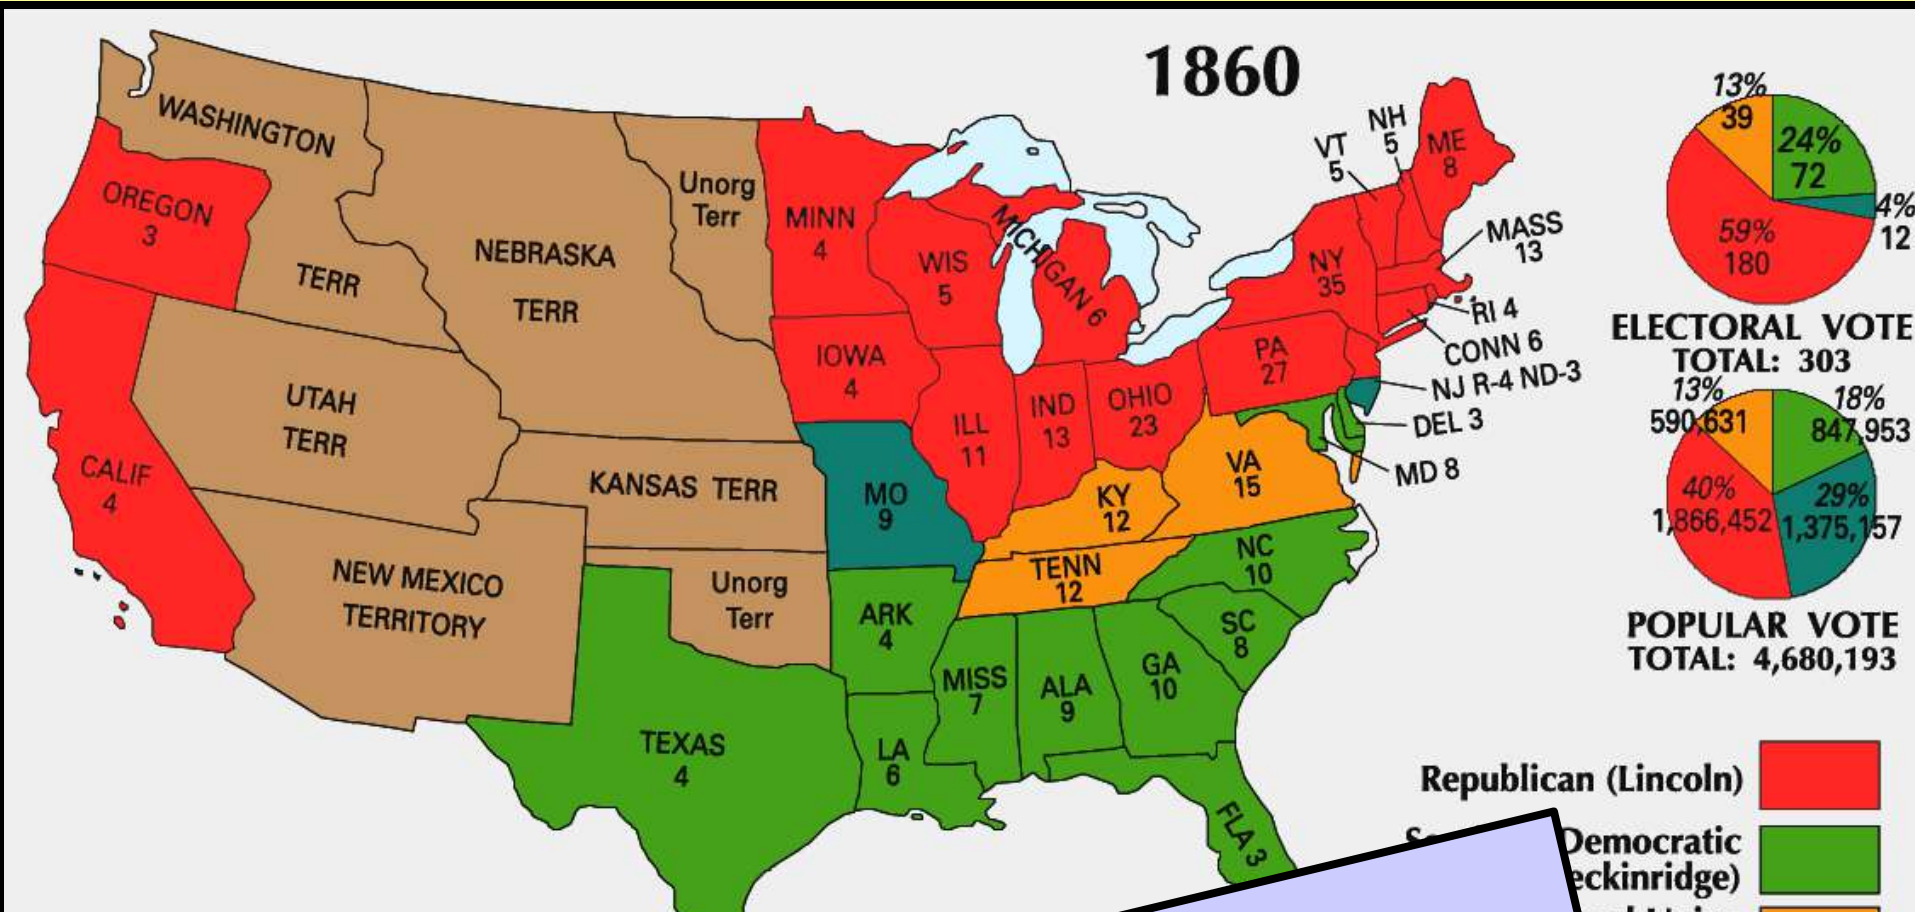 1860
WASHINGTON
TERR
OREGON
3
CALIF
4
UTAH
TERR
NEBRASKA
TERR
Unorg
Terr
KANSAS TERR
NEW MEXICO
TERRITORY
Unorg
Terr
TEXAS
4
MINN
4
IOWA
4
MO
9
ARK
4
LA
6
WIS
5
ILL
11
MICHIGAN 6
IND
13
OHIO
23
KY
12
TENN
12
MISS
7
ALA
9
GA
10
FLA 3
SC
8
NC
10
VA
15
PA
27
NY
35
VT
5
NH
5
ME
8
MASS
13
RI 4
CONN 6
NJ R-4 ND-3
DEL 3
MD 8
13%
39
24%
72
4%
12
59%
180
ELECTORAL VOTE
TOTAL: 303
13%
590,631
18%
847,953
40%
1,866,452
29%
1,375,157
POPULAR VOTE
TOTAL: 4,680,193
Republican (Lincoln)
Democratic
eckinridge)